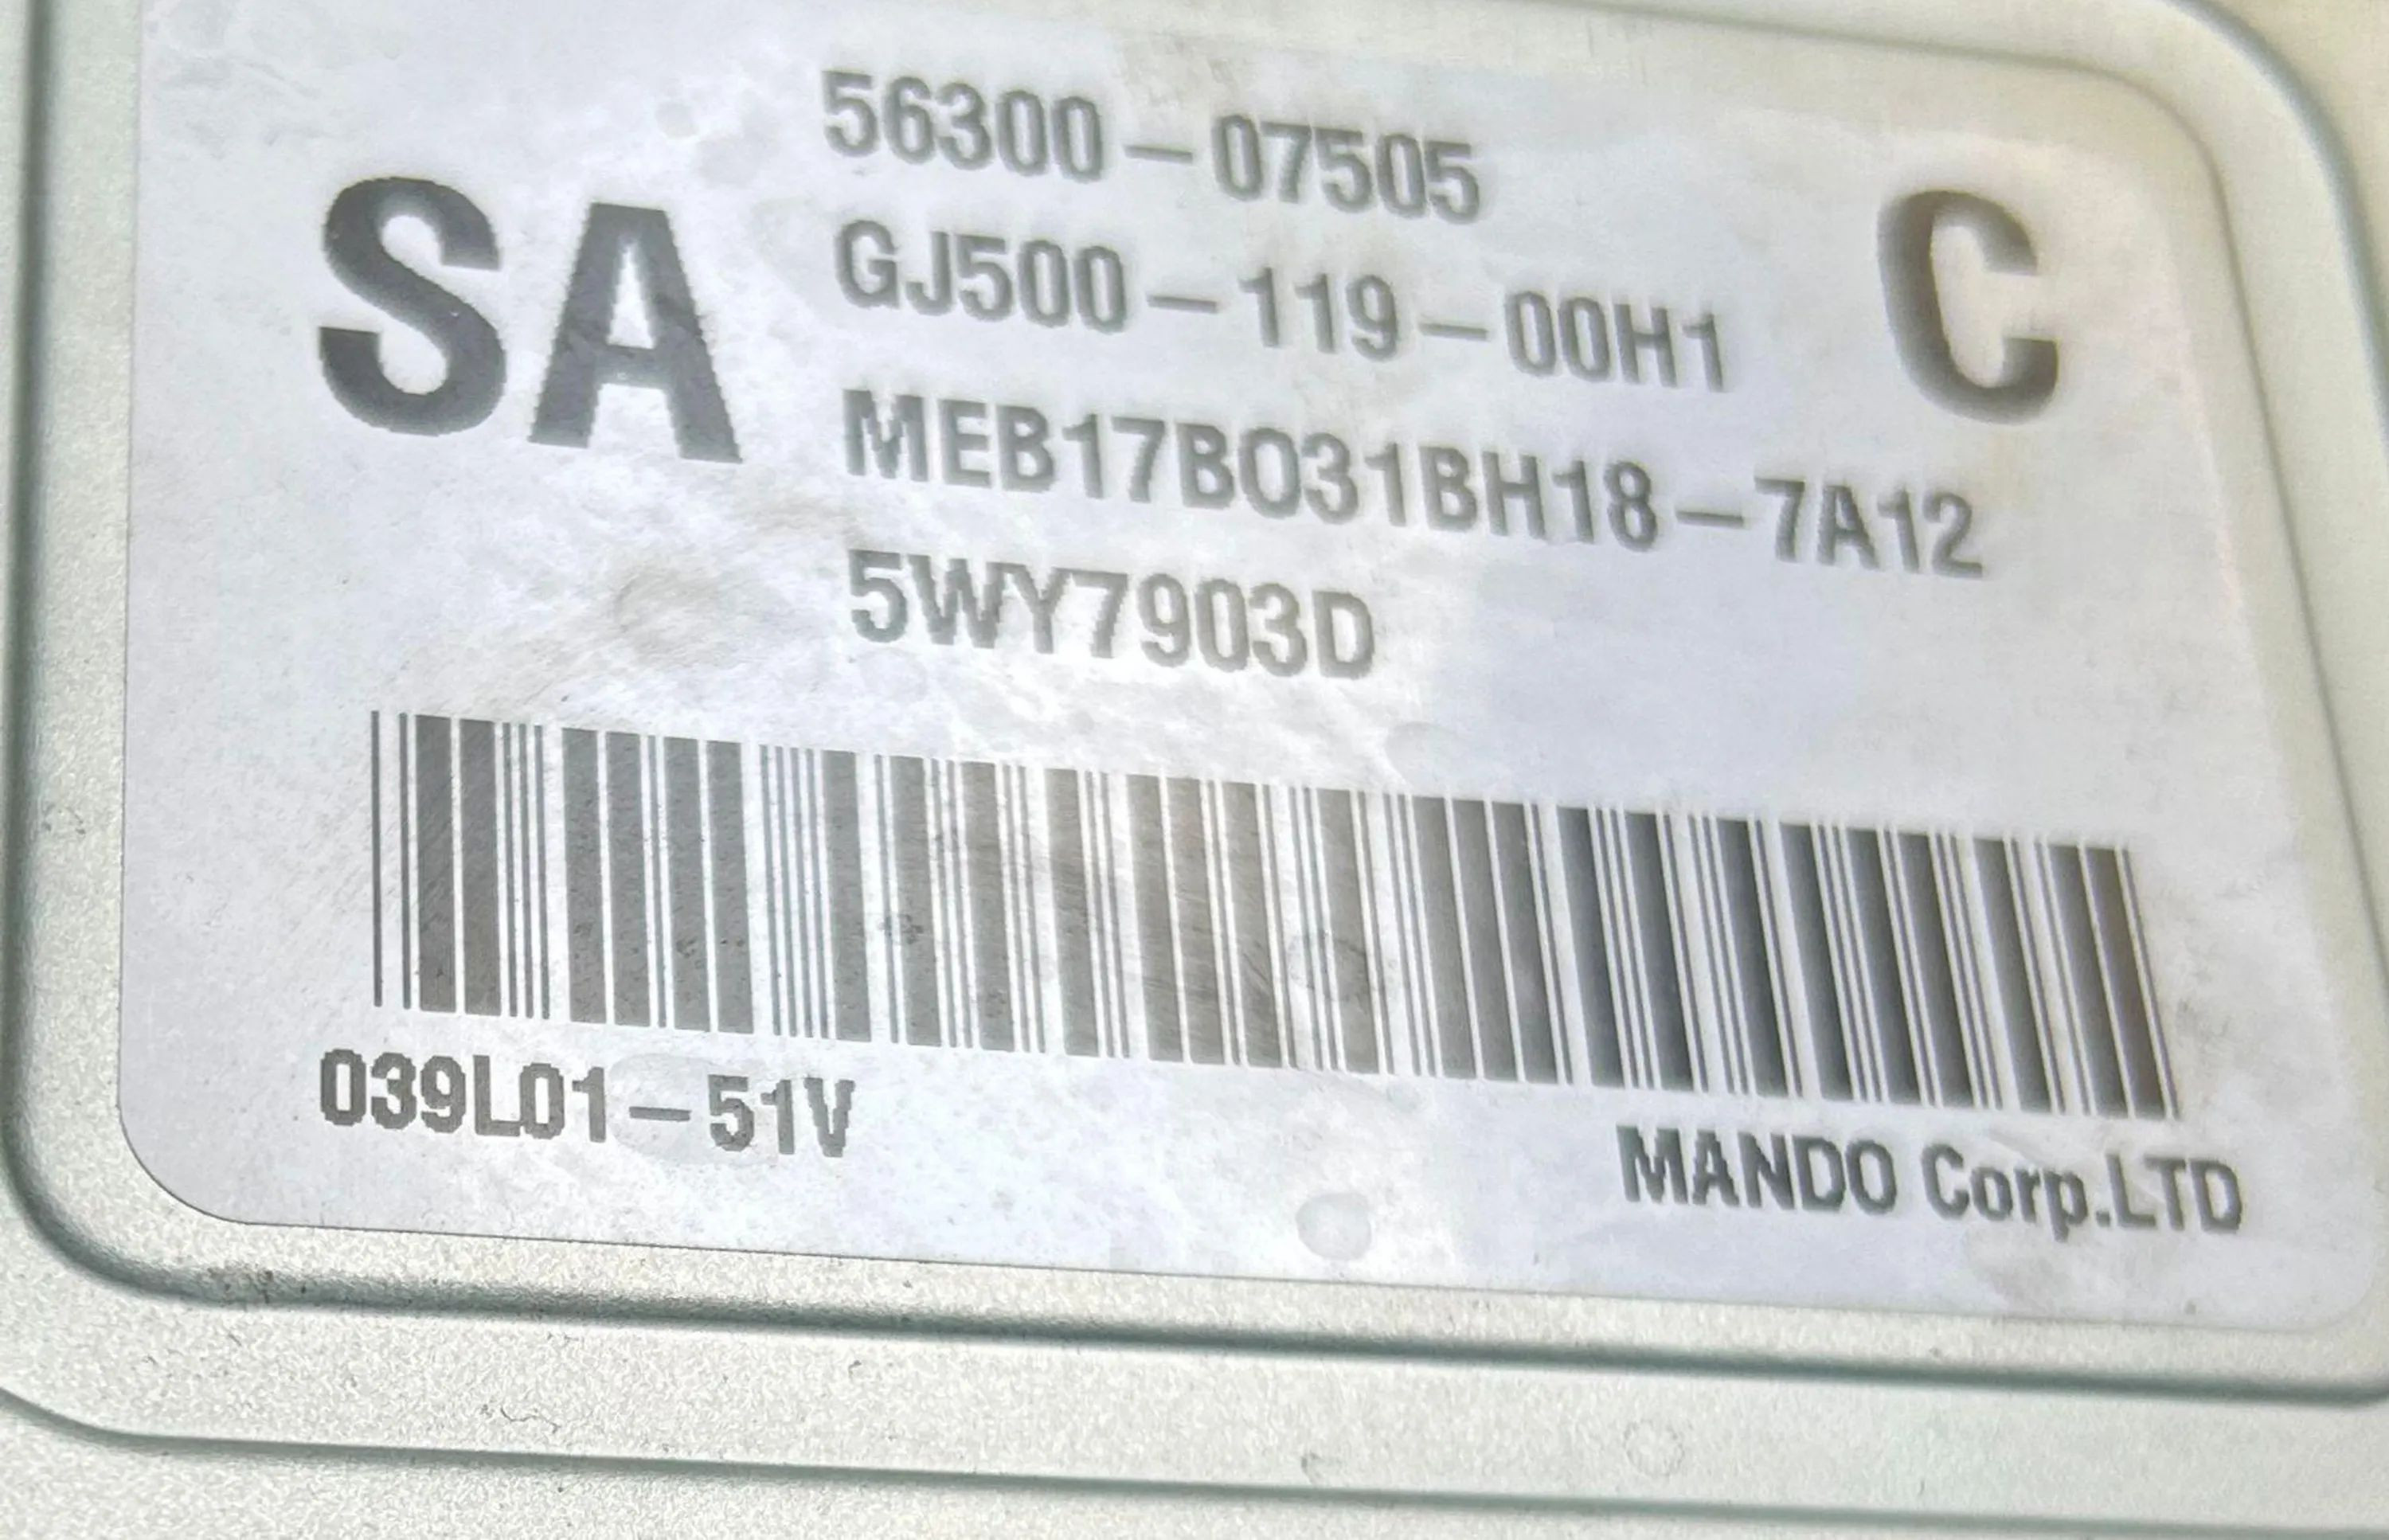 56300-07505
SA
GJ500-119-00H1
C
MEB17B031BH18-7A12
5WY7903D
039L01-51V
MANDO Corp.LTD